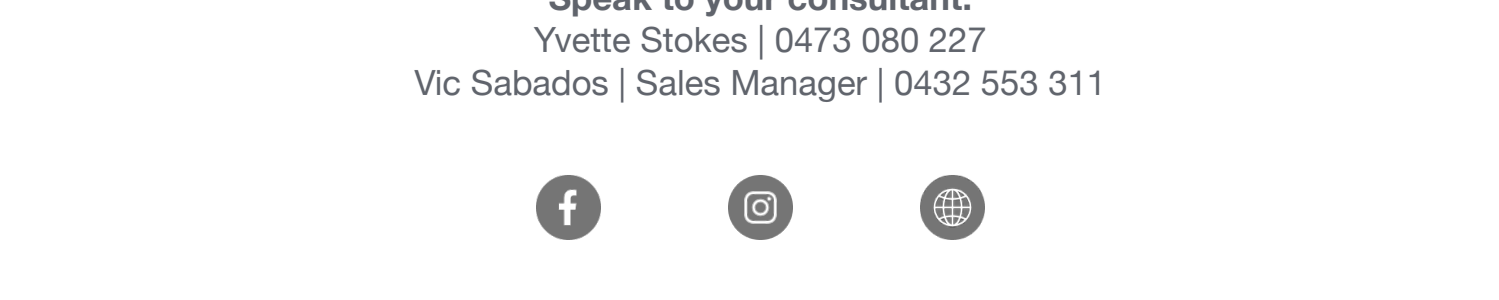 Speak to your consultant.
Yvette Stokes | 0473 080 227
Vic Sabados | Sales Manager | 0432 553 311